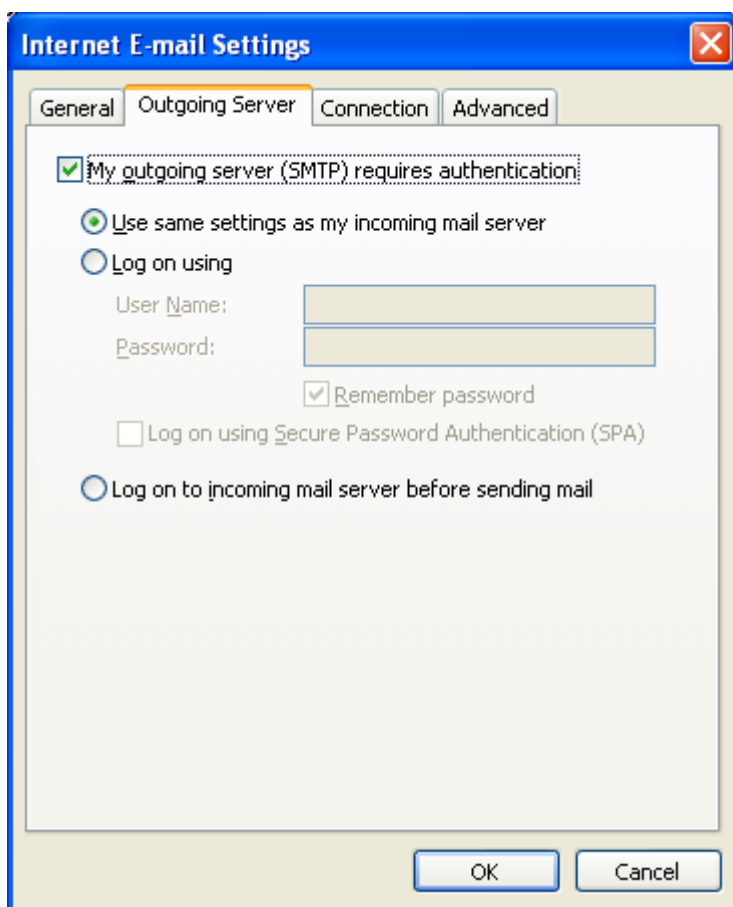 Internet E-mail Settings
General Outgoing Server Connection Advanced
My outgoing server (SMTP) requires authentication
Use same settings as my incoming mail server
Log on using
User Name:
Password:
Remember password
Log on using Secure Password Authentication (SPA)
Log on to incoming mail server before sending mail
OK Cancel